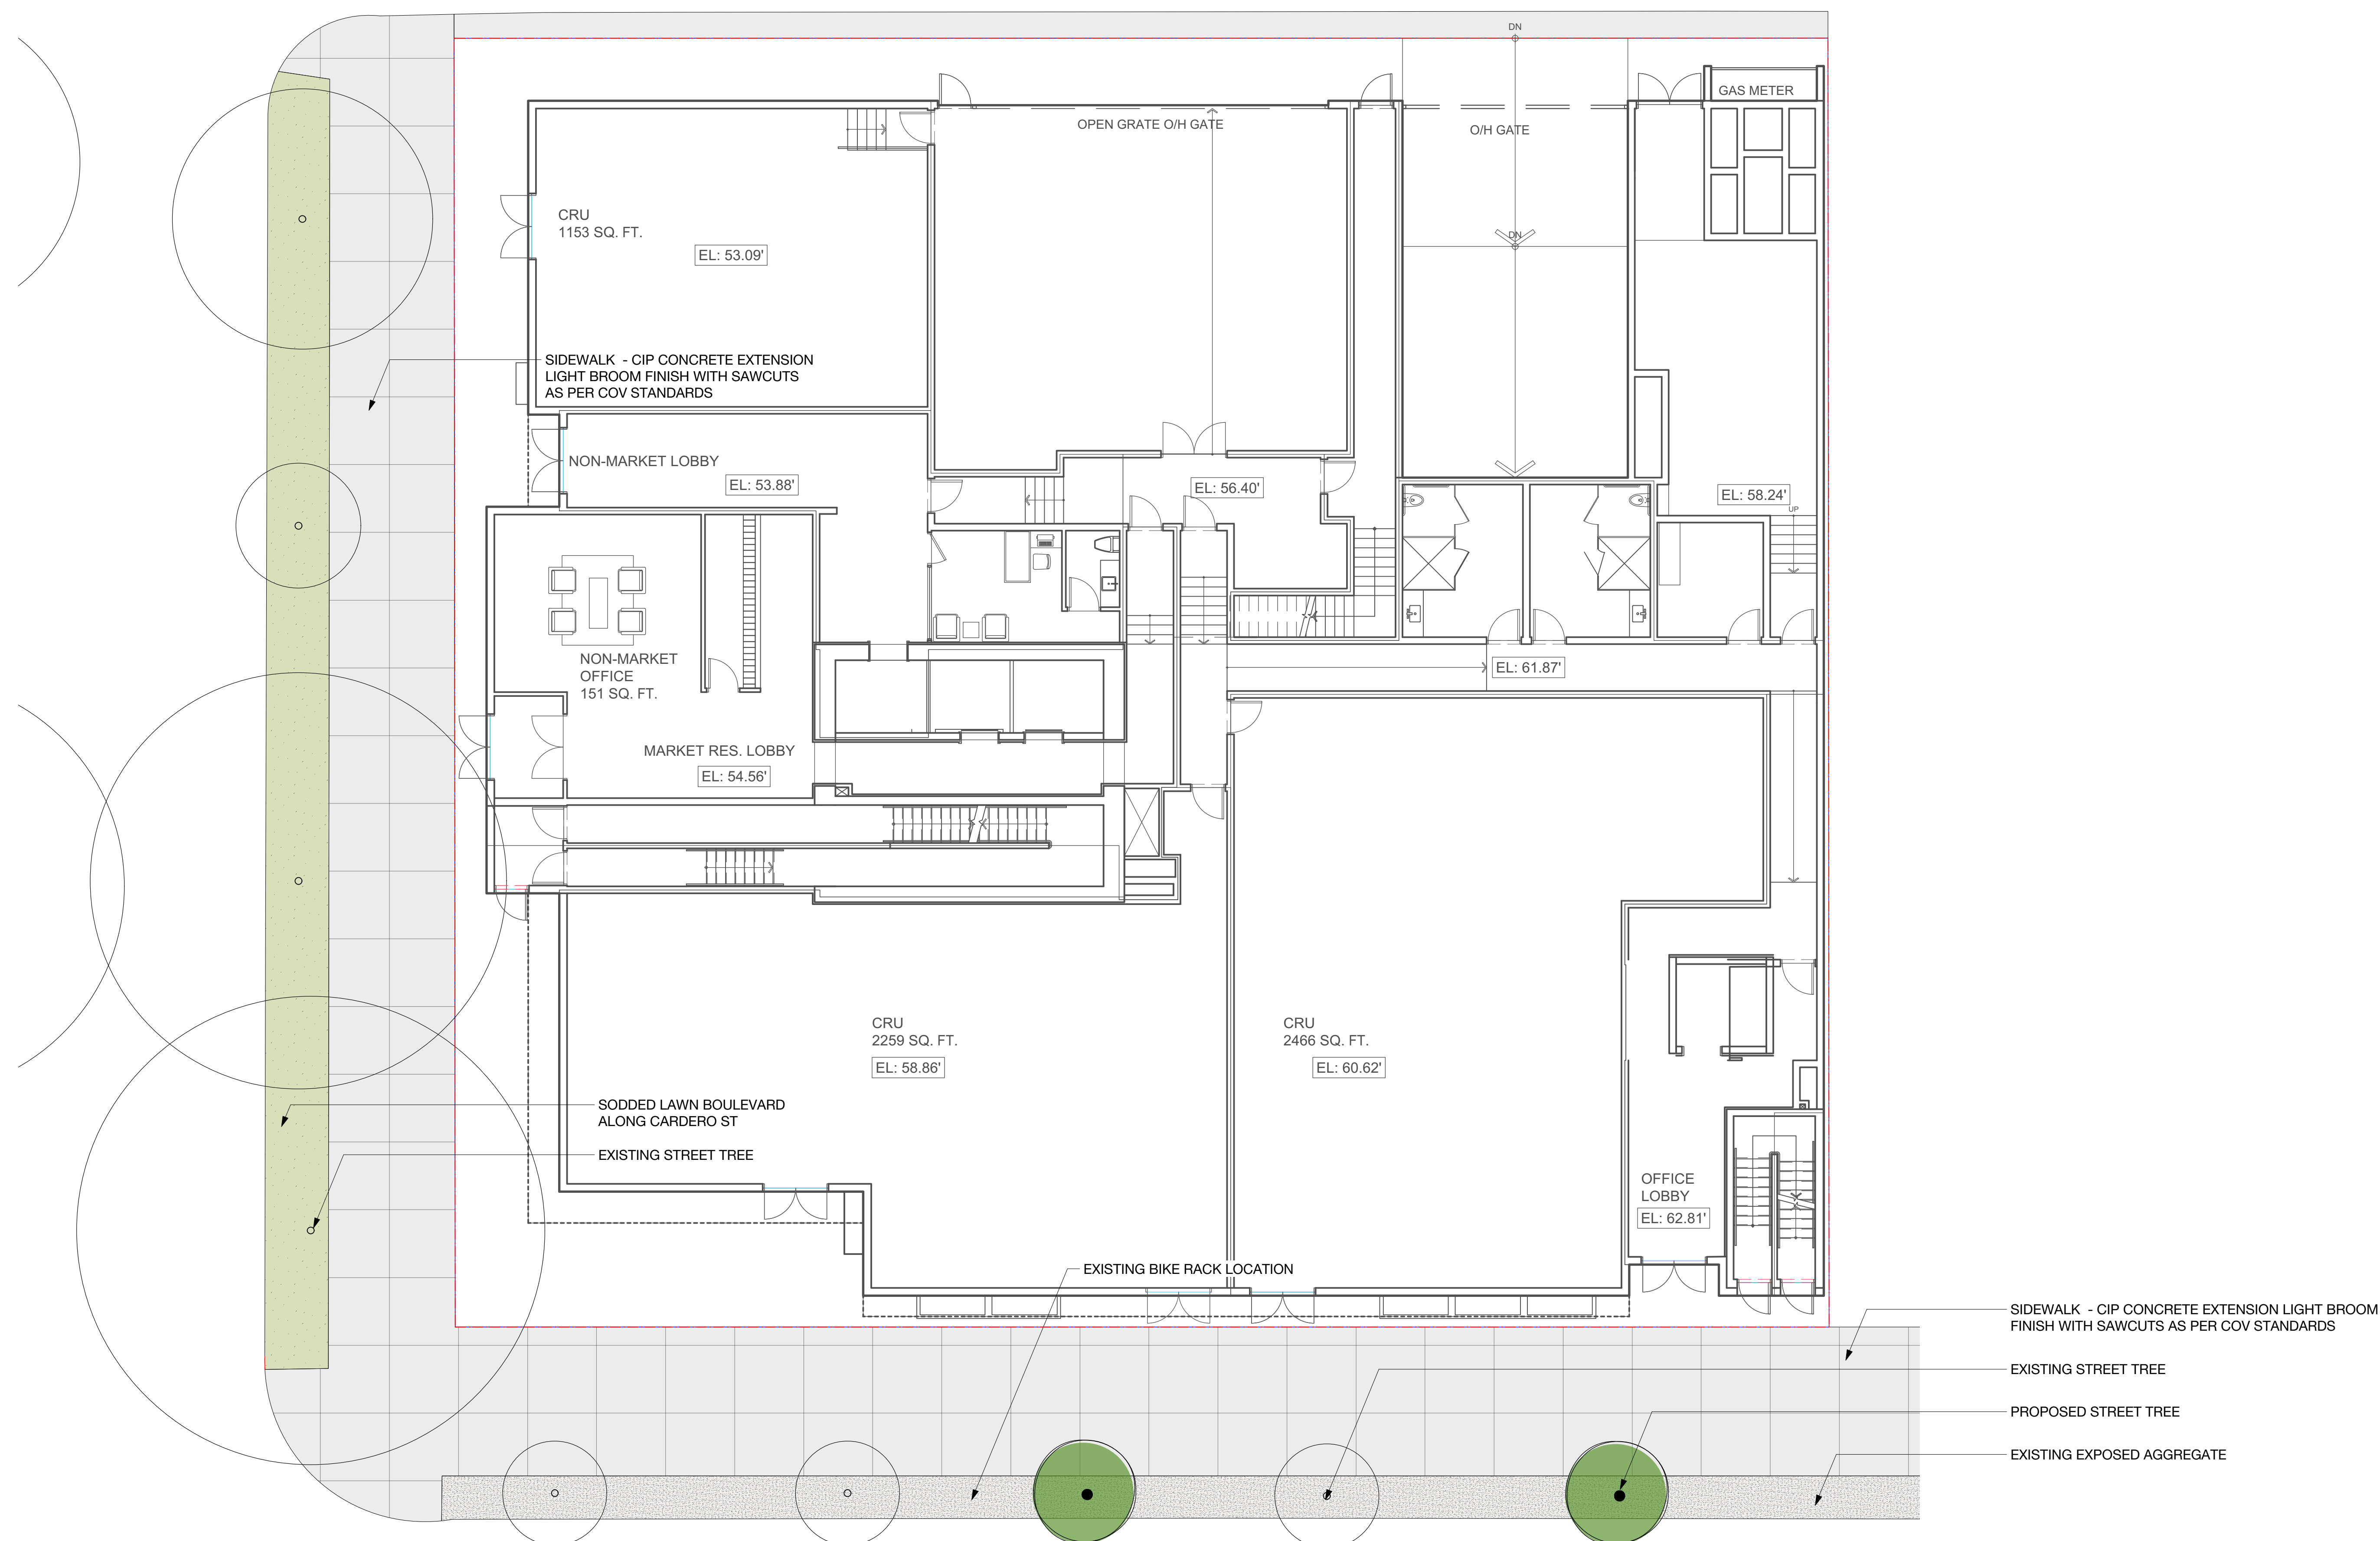 DN
GAS METER
OPEN GRATE O/H GATE
O/H GATE
CRU
1153 SQ. FT.
EL: 53.09'
DN
SIDEWALK - CIP CONCRETE EXTENSION
LIGHT BROOM FINISH WITH SAWCUTS
AS PER COV STANDARDS
NON-MARKET LOBBY
EL: 53.88'
EL: 56.40'
EL: 58.24'
UP
NON-MARKET
OFFICE
151 SQ. FT.
EL: 61.87'
MARKET RES. LOBBY
EL: 54.56'
CRU
2259 SQ. FT.
EL: 58.86'
CRU
2466 SQ. FT.
EL: 60.62'
SODDED LAWN BOULEVARD
ALONG CARDERO ST
EXISTING STREET TREE
OFFICE
LOBBY
EL: 62.81'
EXISTING BIKE RACK LOCATION
SIDEWALK - CIP CONCRETE EXTENSION LIGHT BROOM
FINISH WITH SAWCUTS AS PER COV STANDARDS
EXISTING STREET TREE
PROPOSED STREET TREE
EXISTING EXPOSED AGGREGATE